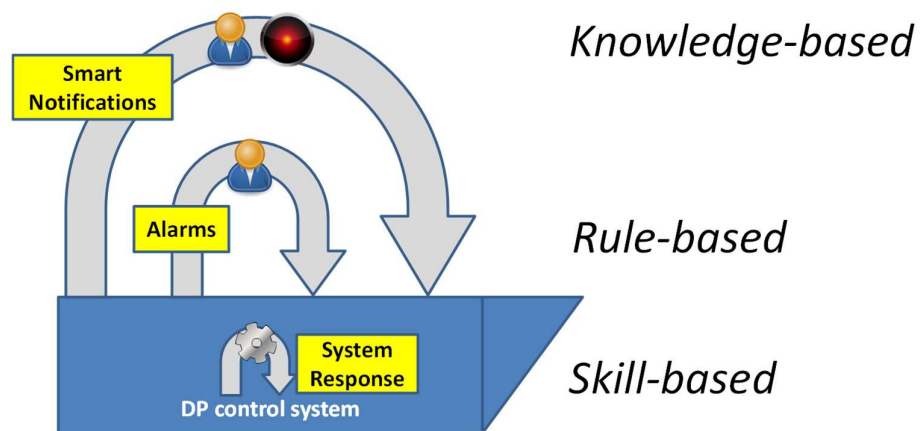 Knowledge-based
Smart
Notifications
Alarms
Rule-based
System
Response
DP control system
Skill-based